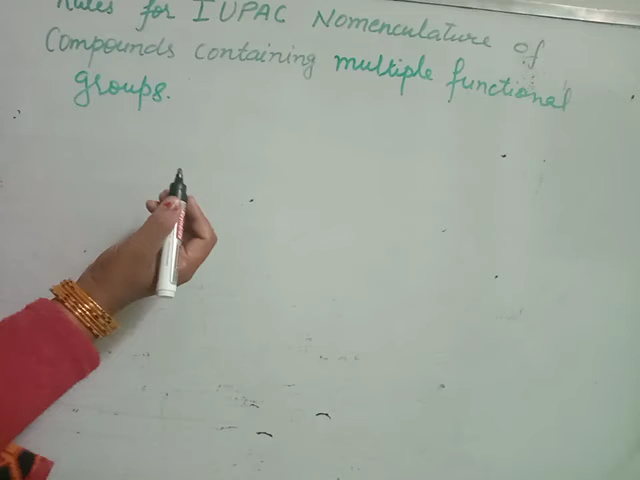 Rules for IUPAC Nomenculature of
Compounds containing multiple functional
groups.